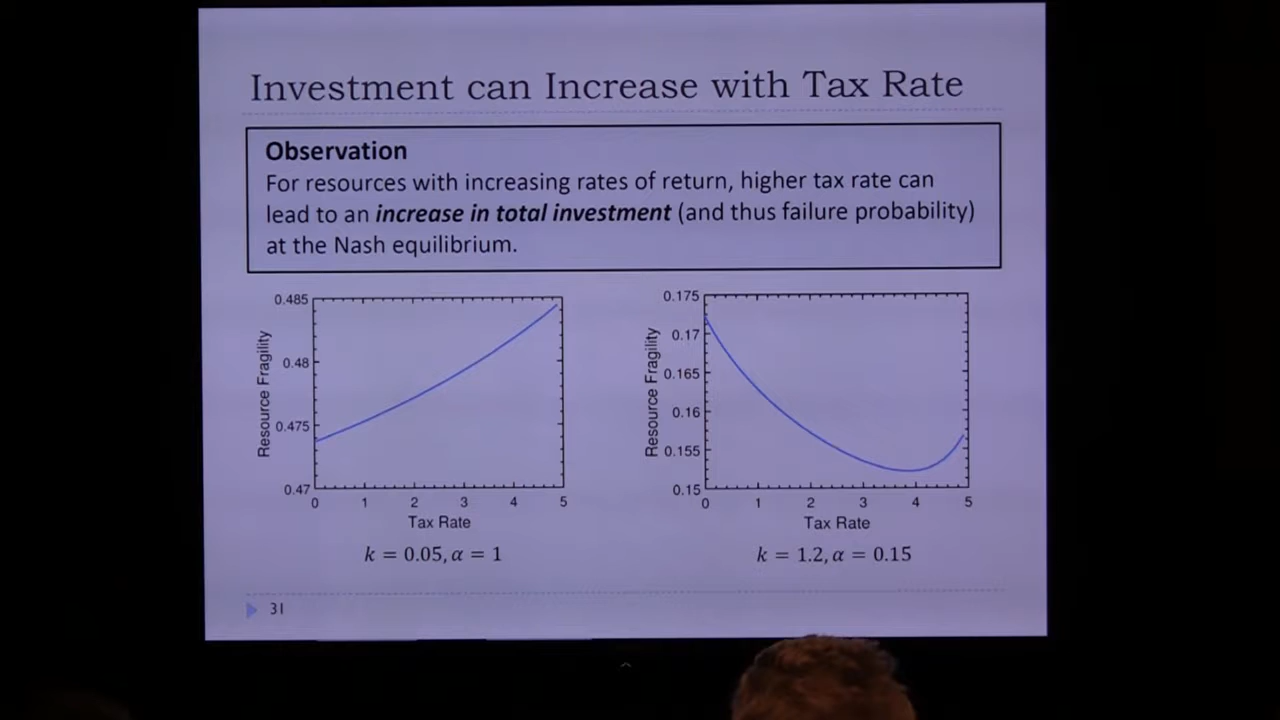 Investment can Increase with Tax Rate
Observation
For resources with increasing rates of return, higher tax rate can
lead to an increase in total investment (and thus failure probability)
at the Nash equilibrium.
0.485
0.48
0.475
0.47
Resource Fragility
0 1 2 3 4 5
Tax Rate
k = 0.05, α = 1
0.175
0.17
0.165
0.16
0.155
0.15
Resource Fragility
0 1 2 3 4 5
Tax Rate
k = 1.2, α = 0.15
31